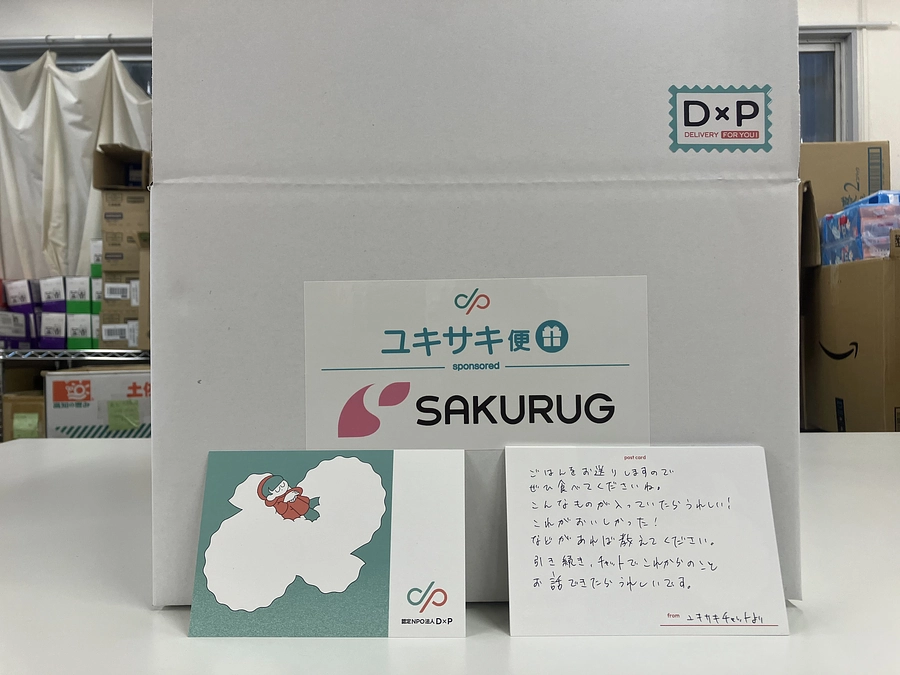 D×P
DELIVERY FOR YOU!
dp
ユキサキ便
sponsored
SAKURUG
dp
認定NPO法人 D×P
post card
ごはんをお送りしますので
ぜひ食べてくださいね。
こんなものが入っていたらうれしい!
これがおいしかった!
などがあれば教えてください。
引き続き、チャットでこれからのこと
お話できたらうれしいです。
from ユキサキチャットより
土佐